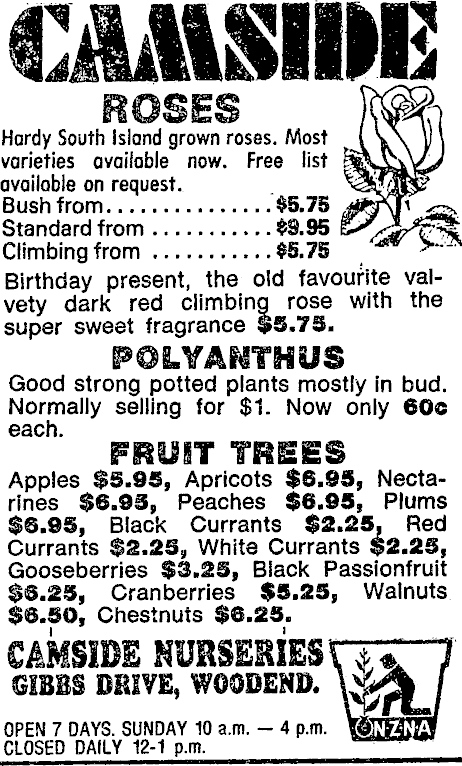 CAMSIDE
ROSES
Hardy South Island grown roses. Most
varieties available now. Free list
available on request.
Bush from............... $5.75
Standard from ........... $9.95
Climbing from ........... $5.75
Birthday present, the old favourite val-
vety dark red climbing rose with the
super sweet fragrance $5.75.
POLYANTHUS
Good strong potted plants mostly in bud.
Normally selling for $1. Now only 60c
each.
FRUIT TREES
Apples $5.95, Apricots $6.95, Necta-
rines $6.95, Peaches $6.95, Plums
$6.95, Black Currants $2.25, Red
Currants $2.25, White Currants $2.25,
Gooseberries $3.25, Black Passionfruit
$6.25, Cranberries $5.25, Walnuts
$6.50, Chestnuts $6.25.
CAMSIDE NURSERIES
GIBBS DRIVE, WOODEND.
OPEN 7 DAYS. SUNDAY 10 a.m. — 4 p.m.
CLOSED DAILY 12-1 p.m.
NZNA